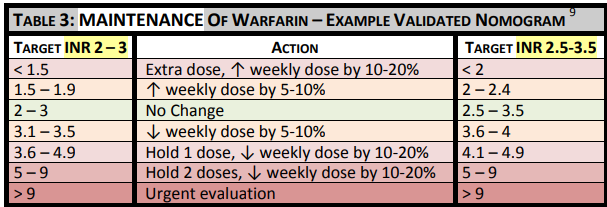 TABLE 3: MAINTENANCE OF WARFARIN – EXAMPLE VALIDATED NOMOGRAM 9
TARGET INR 2 – 3 ACTION TARGET INR 2.5-3.5
< 1.5 Extra dose, ↑ weekly dose by 10-20% < 2
1.5 – 1.9 ↑ weekly dose by 5-10% 2 – 2.4
2 – 3 No Change 2.5 – 3.5
3.1 – 3.5 ↓ weekly dose by 5-10% 3.6 – 4
3.6 – 4.9 Hold 1 dose, ↓ weekly dose by 10-20% 4.1 – 4.9
5 – 9 Hold 2 doses, ↓ weekly dose by 10-20% 5 – 9
> 9 Urgent evaluation > 9